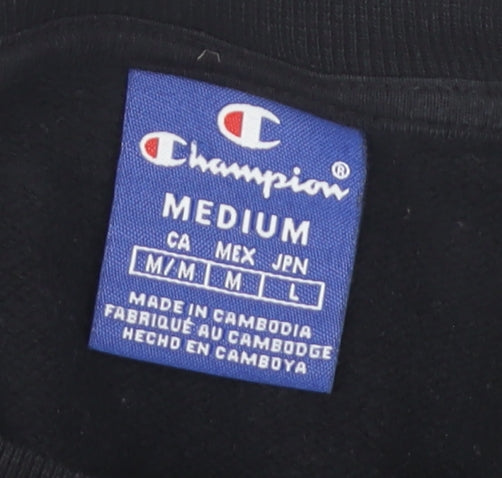 Champion®
MEDIUM
CA MEX JPN
M/M M L
MADE IN CAMBODIA
FABRIQUÉ AU CAMBODGE
HECHO EN CAMBOYA